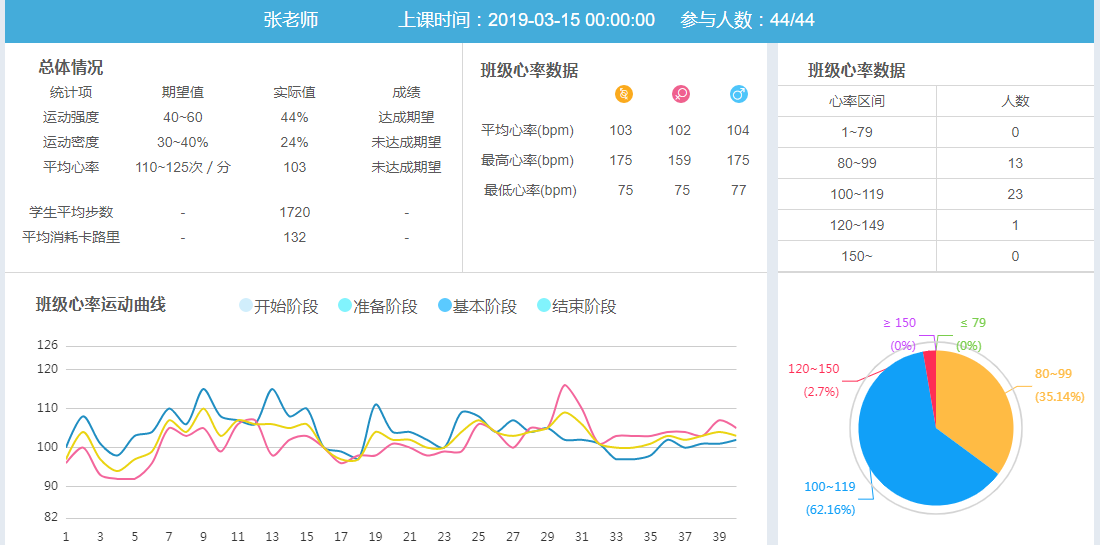 张老师 上课时间：2019-03-15 00:00:00 参与人数：44/44
总体情况
统计项 期望值 实际值 成绩
运动强度 40~60 44% 达成期望
运动密度 30~40% 24% 未达成期望
平均心率 110~125次 / 分 103 未达成期望
学生平均步数 - 1720 -
平均消耗卡路里 - 132 -
班级心率数据
平均心率(bpm) 103 102 104
最高心率(bpm) 175 159 175
最低心率(bpm) 75 75 77
班级心率数据
心率区间 人数
1~79 0
80~99 13
100~119 23
120~149 1
150~ 0
班级心率运动曲线 开始阶段 准备阶段 基本阶段 结束阶段
126
120
110
100
90
82
1 3 5 7 9 11 13 15 17 19 21 23 25 27 29 31 33 35 37 39
≥ 150
(0%)
≤ 79
(0%)
120~150
(2.7%)
80~99
(35.14%)
100~119
(62.16%)